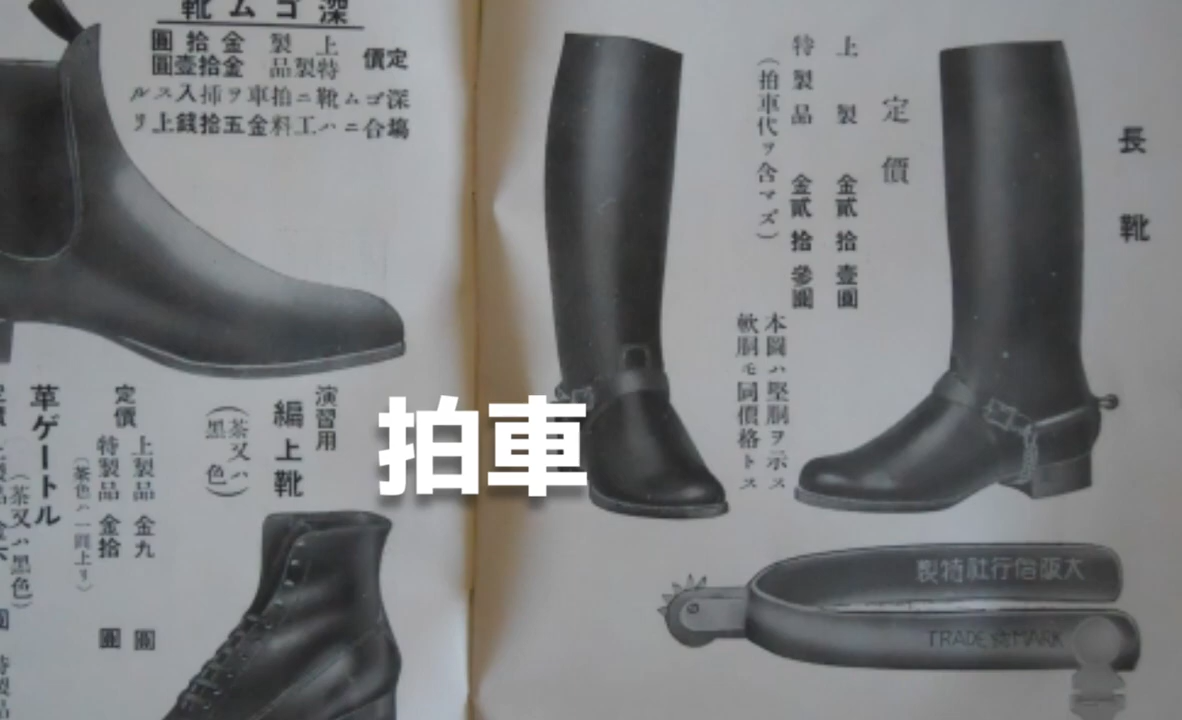 長靴
定價
上製 金貳拾壹圓
特製品 金貳拾參圓
(拍車代ヲ含マズ)
本圖ハ堅胴ヲ示ス
軟胴モ同價格トス
製特社行偕阪大
TRADE MARK
拍車
靴ムゴ深
價定
上製 金拾圓
特製品 金拾壹圓
ルス入挿ヲ車拍ニ靴ムゴ深
リ上錢拾五金料工ハニ合塲
演習用
編上靴
(茶又ハ黒色)
定價
上製品 金九圓
特製品 金拾圓
(茶色ハ一圓上リ)
革ゲートル
(茶又ハ黒色)